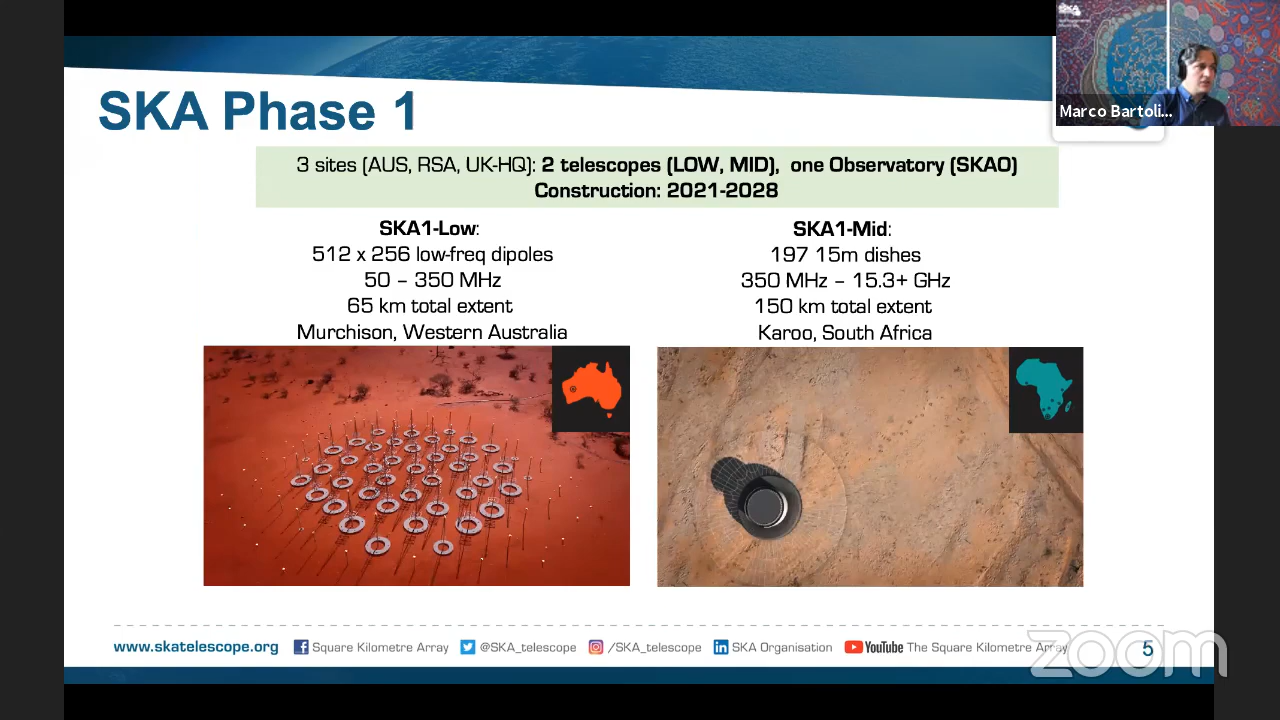 SKA
Marco Bartoli...
SKA Phase 1
3 sites (AUS, RSA, UK-HQ): 2 telescopes (LOW, MID), one Observatory (SKAO)
Construction: 2021-2028
SKA1-Low:
512 x 256 low-freq dipoles
50 – 350 MHz
65 km total extent
Murchison, Western Australia
SKA1-Mid:
197 15m dishes
350 MHz – 15.3+ GHz
150 km total extent
Karoo, South Africa
www.skatelescope.org Square Kilometre Array @SKA_telescope /SKA_telescope SKA Organisation YouTube The Square Kilometre Array 5
zoom